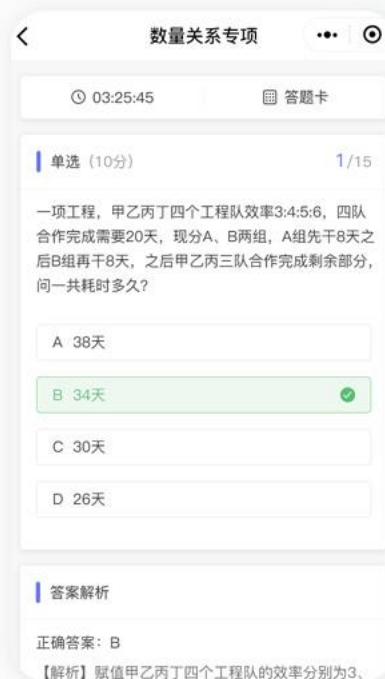 数量关系专项
03:25:45 答题卡
单选（10分） 1/15
一项工程，甲乙丙丁四个工程队效率3:4:5:6，四队
合作完成需要20天，现分A、B两组，A组先干8天之
后B组再干8天，之后甲乙丙三队合作完成剩余部分，
问一共耗时多久？
A 38天
B 34天
C 30天
D 26天
答案解析
正确答案：B
【解析】赋值甲乙丙丁四个工程队的效率分别为3、